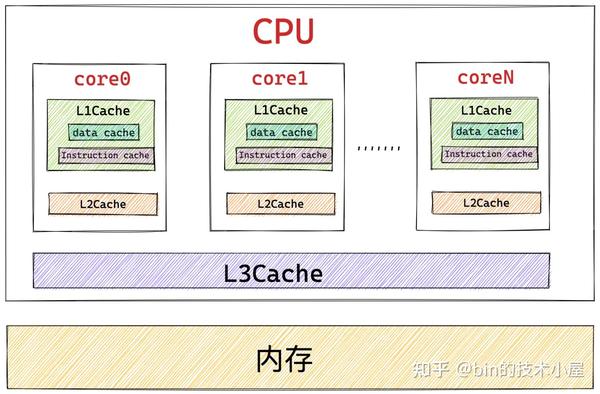 CPU
core0
core1
coreN
L1Cache
L1Cache
L1Cache
data cache
data cache
data cache
Instruction cache
Instruction cache
Instruction cache
.......
L2Cache
L2Cache
L2Cache
L3Cache
内存
知乎 @bin的技术小屋